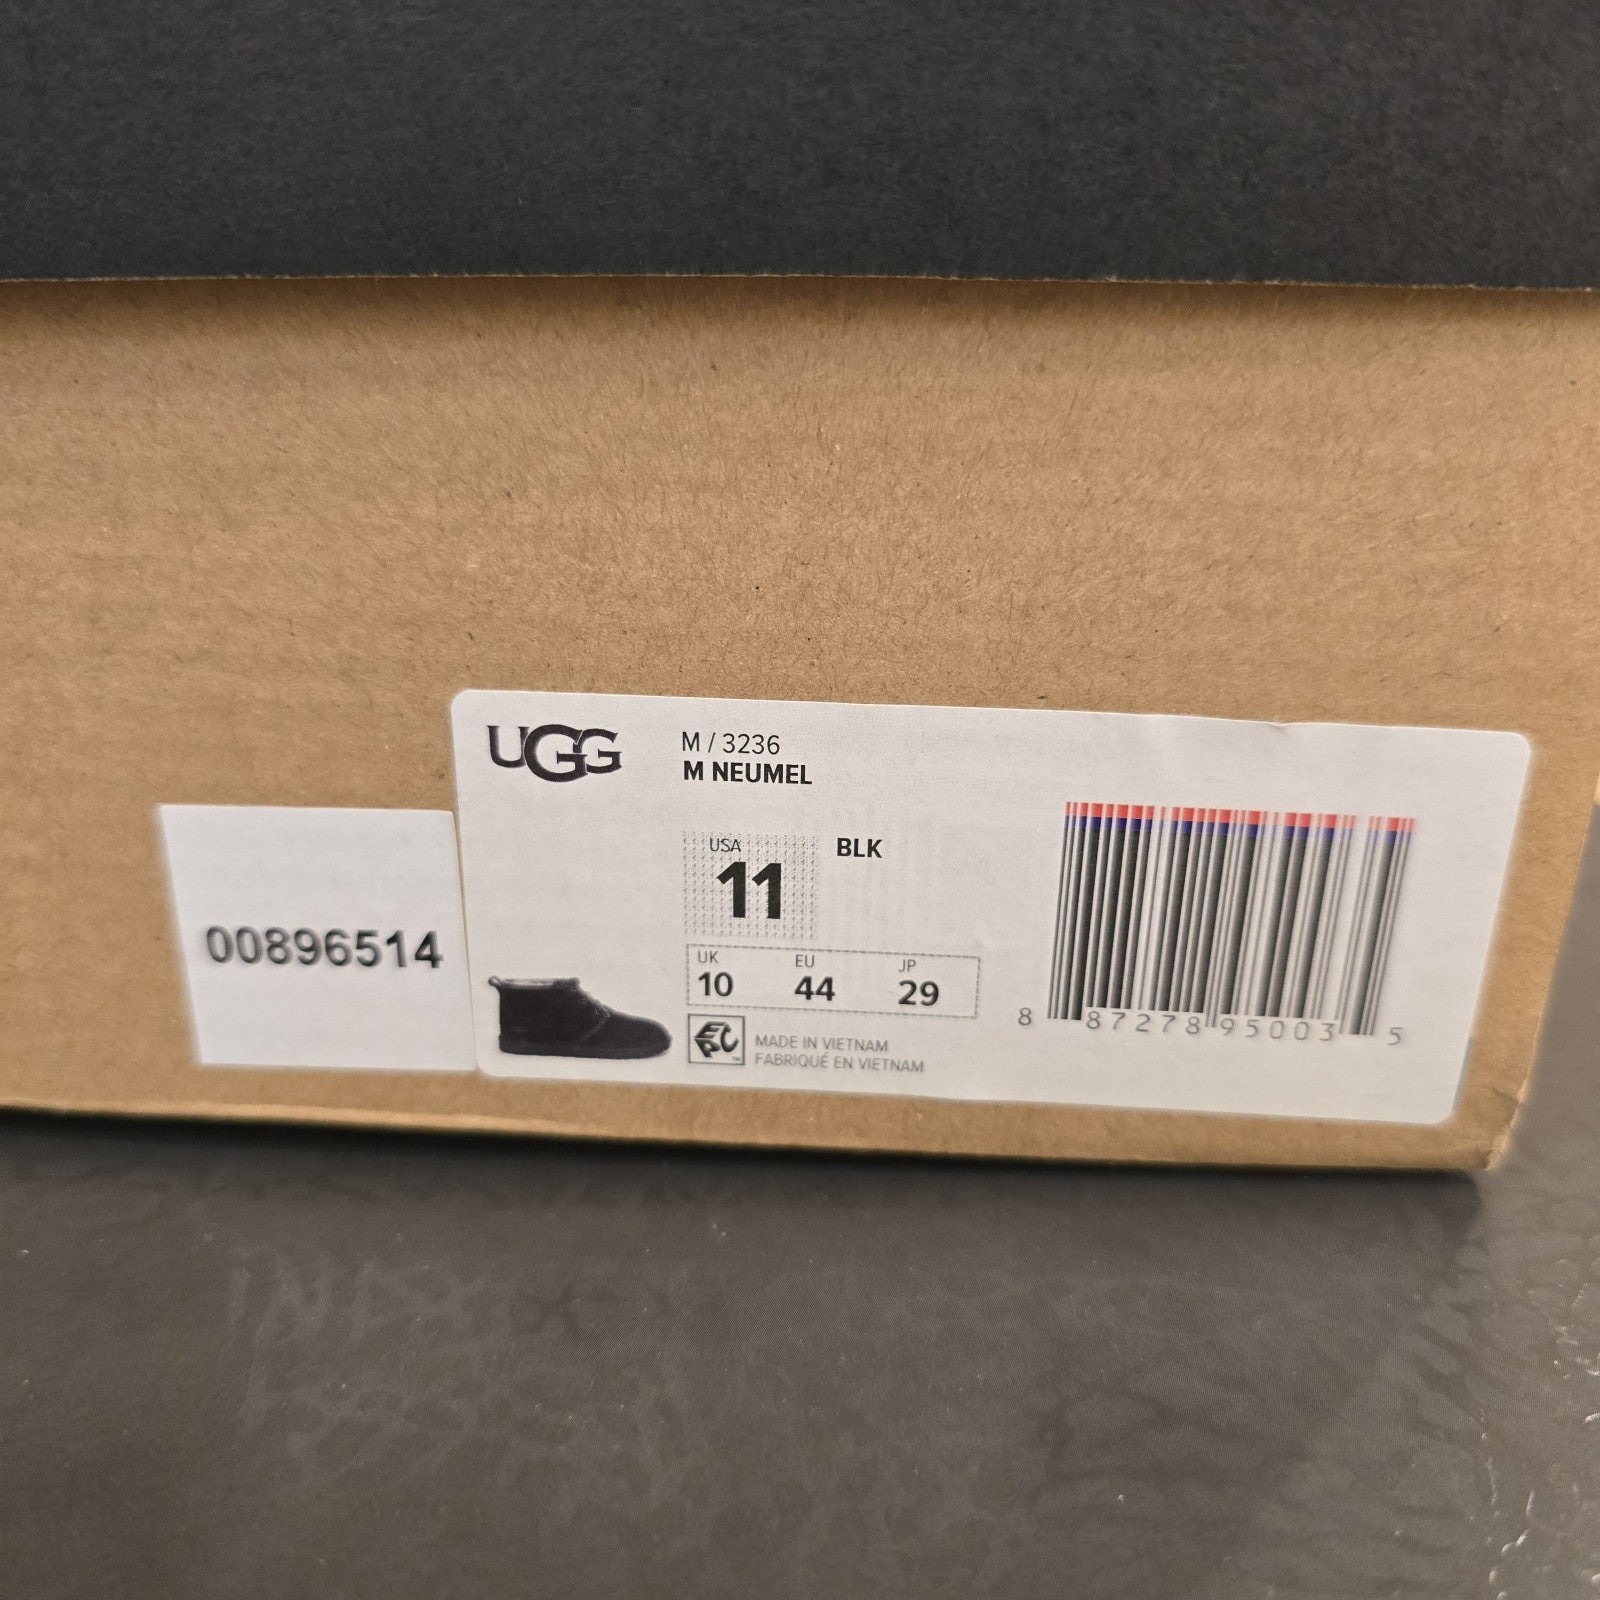 UGG
M / 3236
M NEUMEL
USA
11
BLK
UK
10
EU
44
JP
29
MADE IN VIETNAM
FABRIQUÉ EN VIETNAM
8 87278 95003 5
00896514